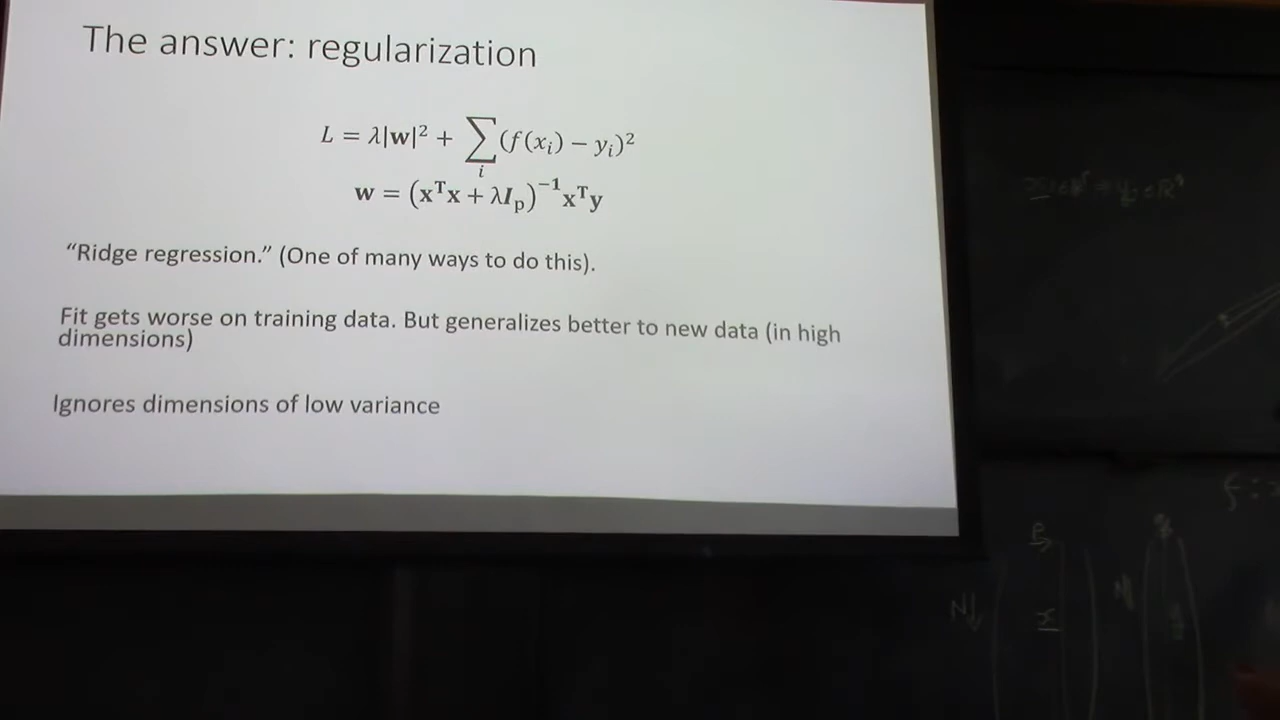 The answer: regularization
L = λ|w|² + ∑ᵢ(f(xᵢ) − yᵢ)²
w = (xᵀx + λIₚ)⁻¹xᵀy
“Ridge regression.” (One of many ways to do this).
Fit gets worse on training data. But generalizes better to new data (in high
dimensions)
Ignores dimensions of low variance
N↓
x
N